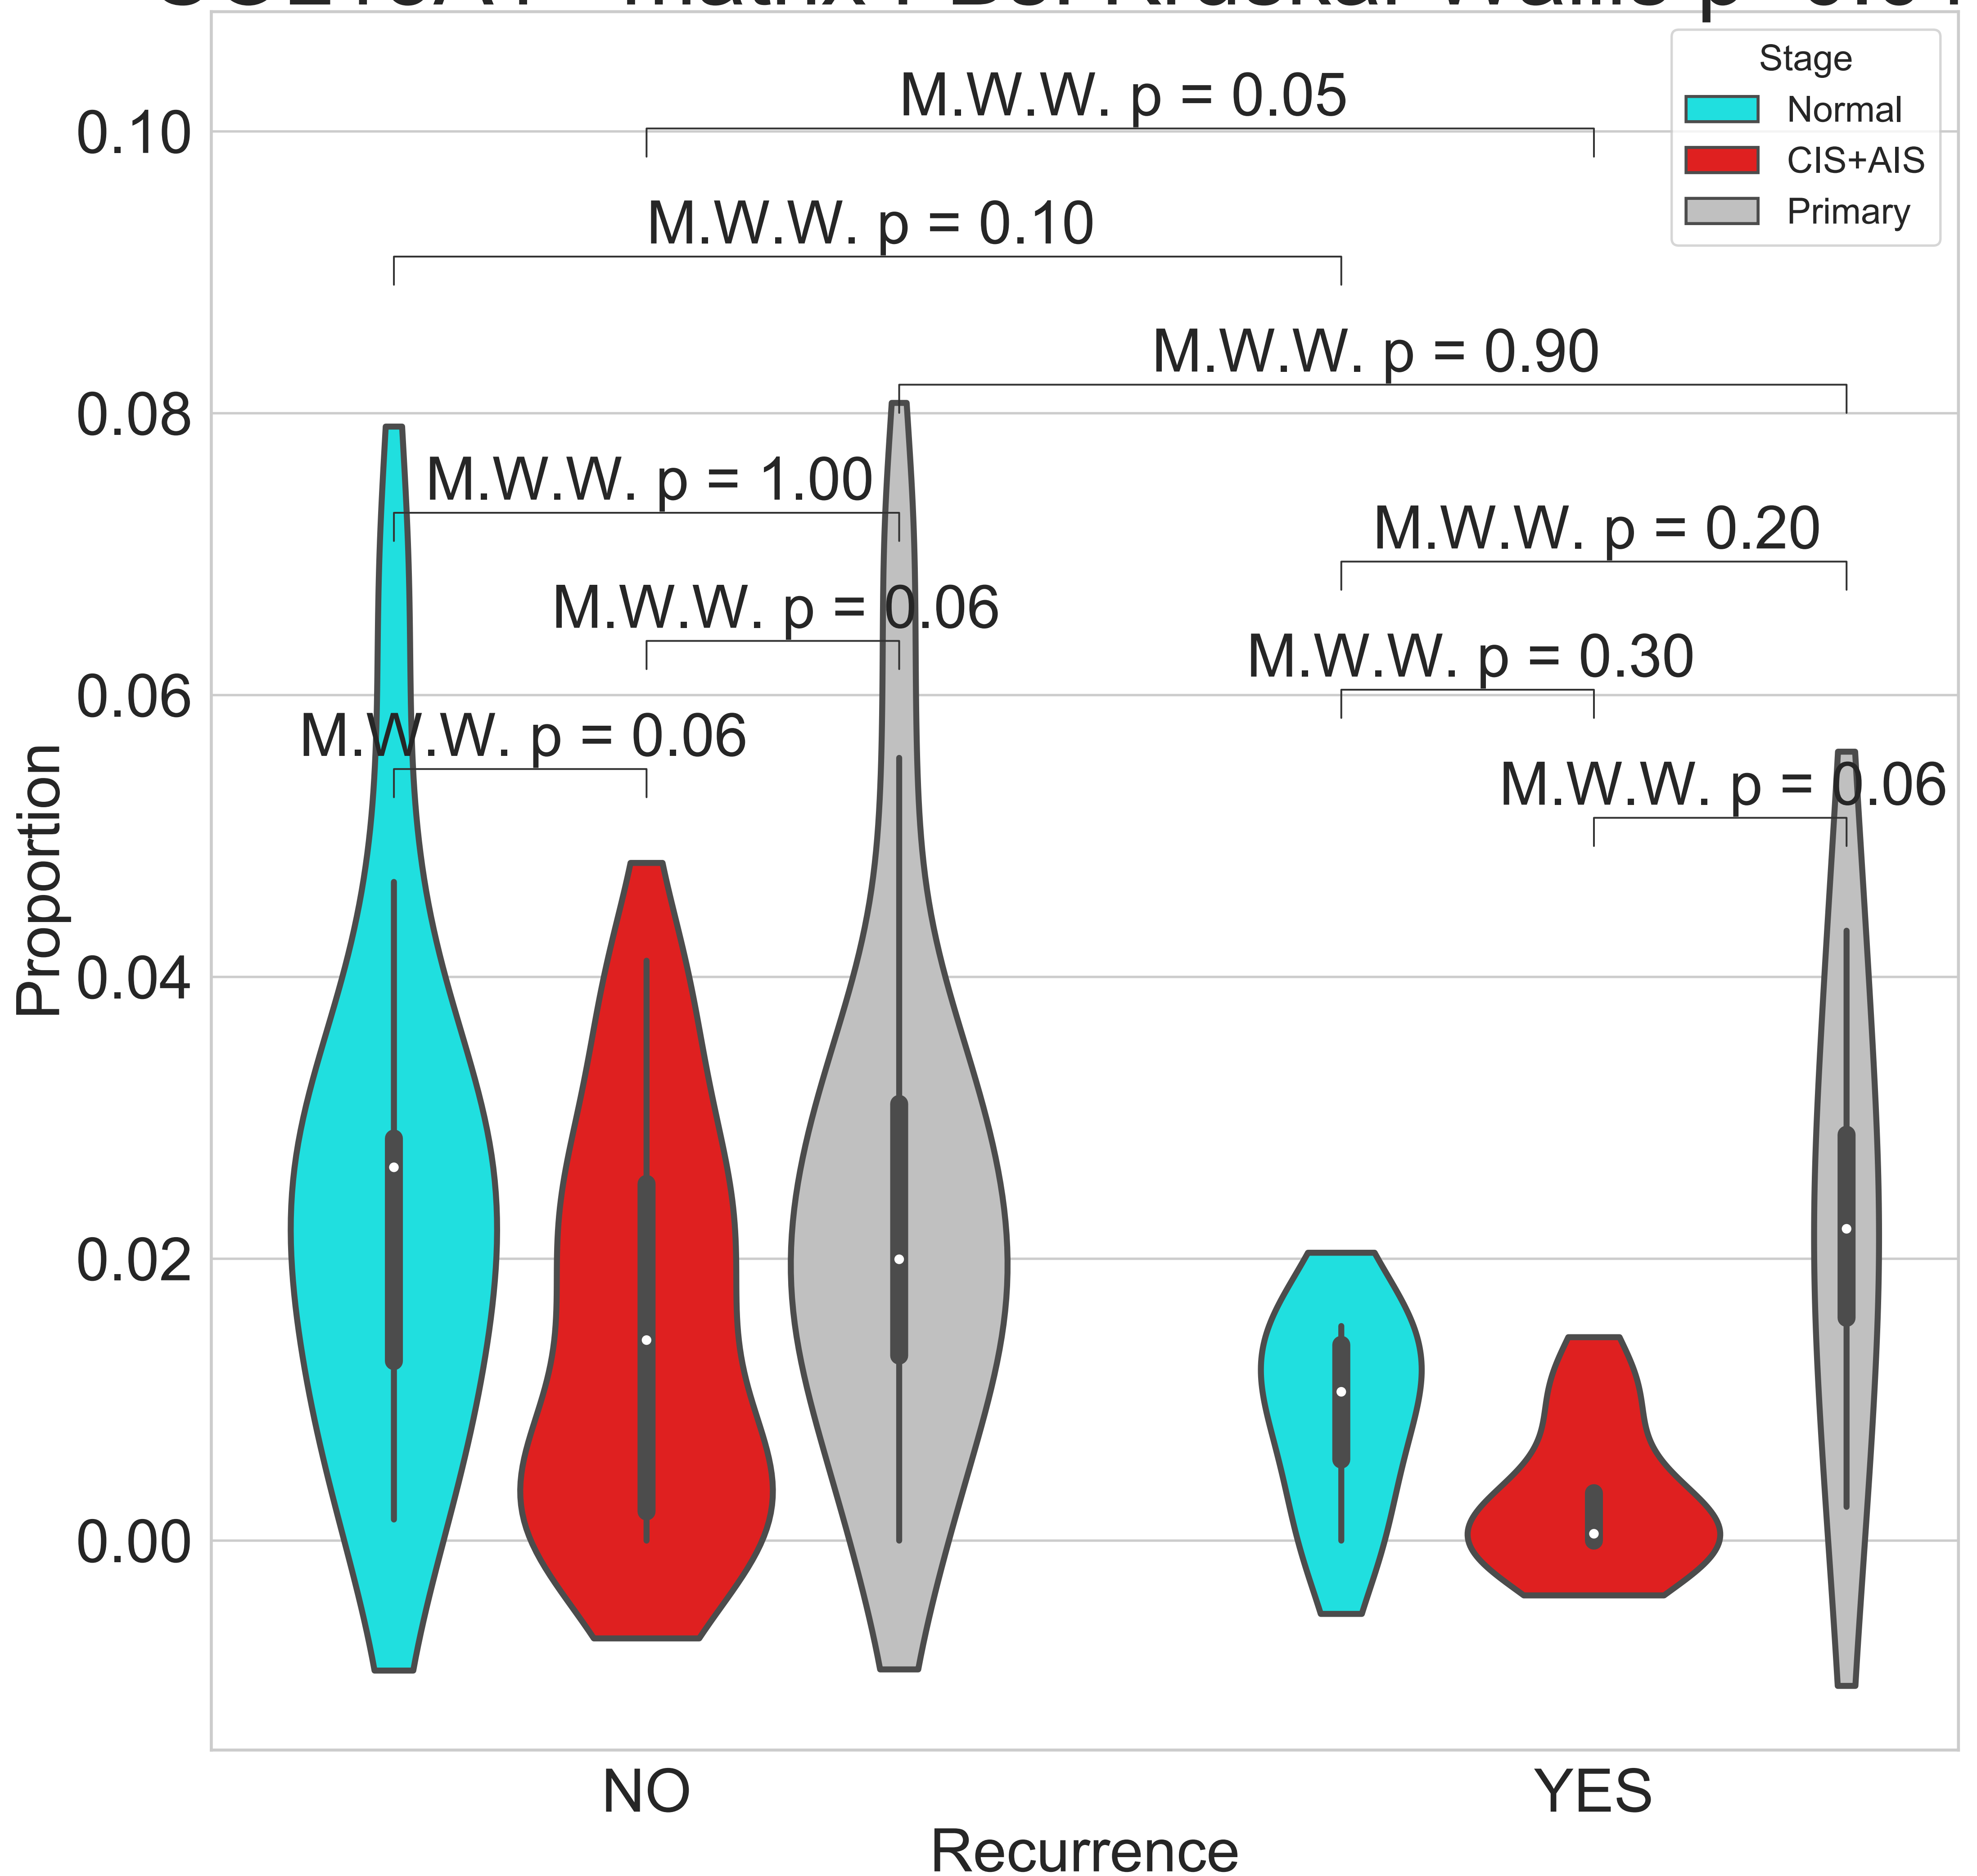 Stage
Normal
CIS+AIS
Primary
M.W.W. p = 0.05
M.W.W. p = 0.10
M.W.W. p = 0.90
M.W.W. p = 1.00
M.W.W. p = 0.20
M.W.W. p = 0.06
M.W.W. p = 0.30
M.W.W. p = 0.06
M.W.W. p = 0.06
0.10
0.08
0.06
0.04
0.02
0.00
Proportion
NO
YES
Recurrence